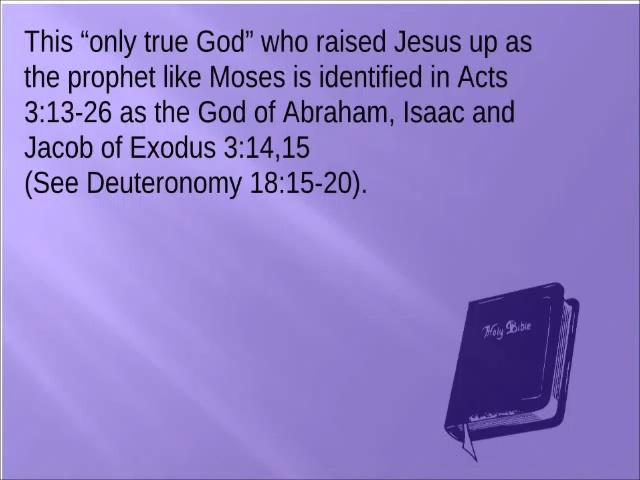 This “only true God” who raised Jesus up as
the prophet like Moses is identified in Acts
3:13-26 as the God of Abraham, Isaac and
Jacob of Exodus 3:14,15
(See Deuteronomy 18:15-20).
Holy Bible